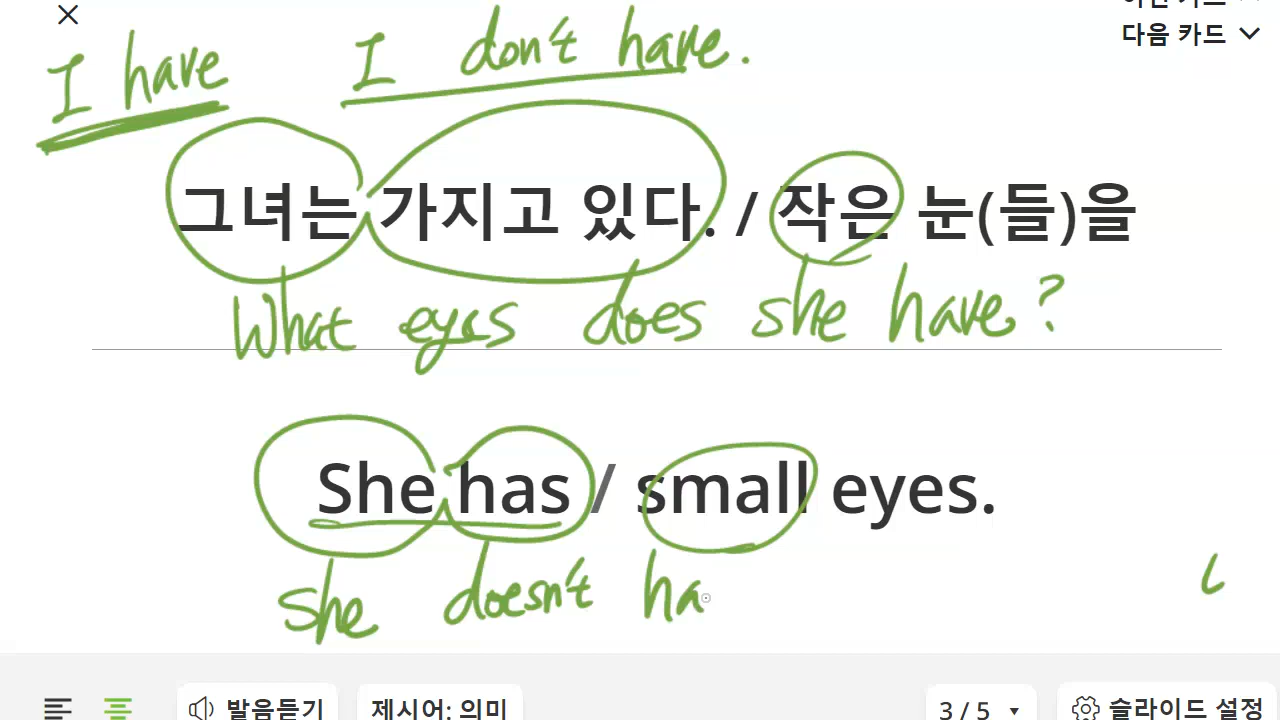 다음 카드
I have I don't have.
그녀는 가지고 있다. / 작은 눈(들)을
What eyes does she have?
She has / small eyes.
she doesn't ha
발음듣기 제시어: 의미 3 / 5 슬라이드 설정